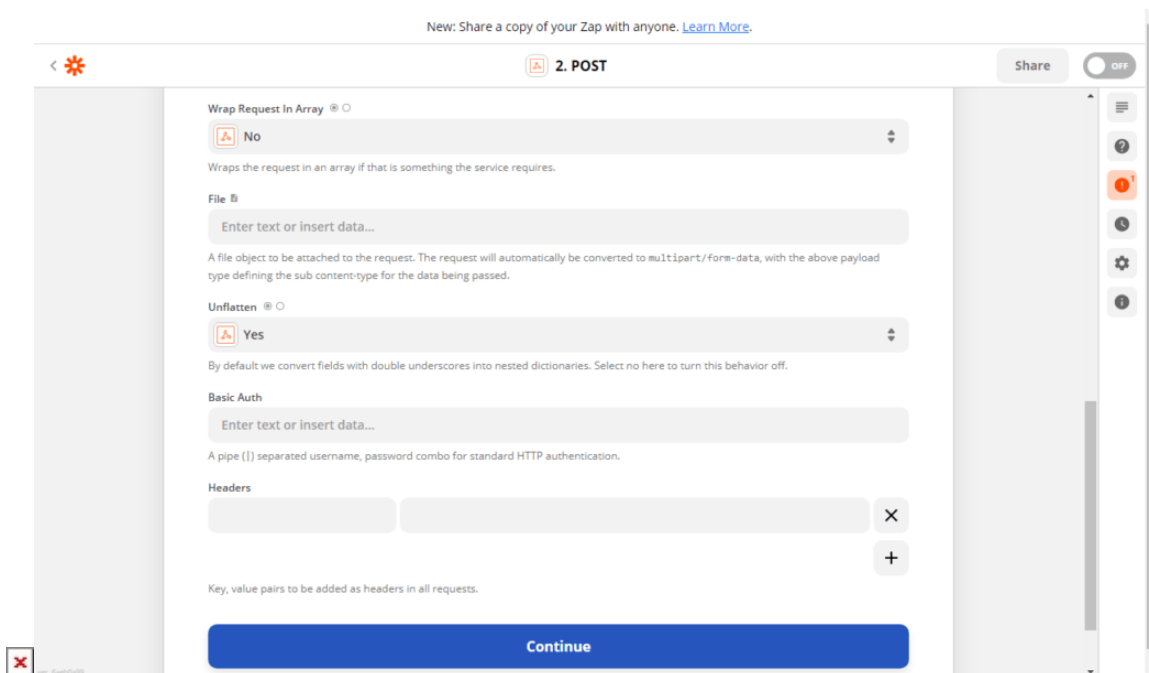 New: Share a copy of your Zap with anyone. Learn More.
2. POST
Share
OFF
Wrap Request In Array
No
Wraps the request in an array if that is something the service requires.
File
Enter text or insert data...
A file object to be attached to the request. The request will automatically be converted to multipart/form-data, with the above payload
type defining the sub content-type for the data being passed.
Unflatten
Yes
By default we convert fields with double underscores into nested dictionaries. Select no here to turn this behavior off.
Basic Auth
Enter text or insert data...
A pipe (|) separated username, password combo for standard HTTP authentication.
Headers
Key, value pairs to be added as headers in all requests.
Continue
1